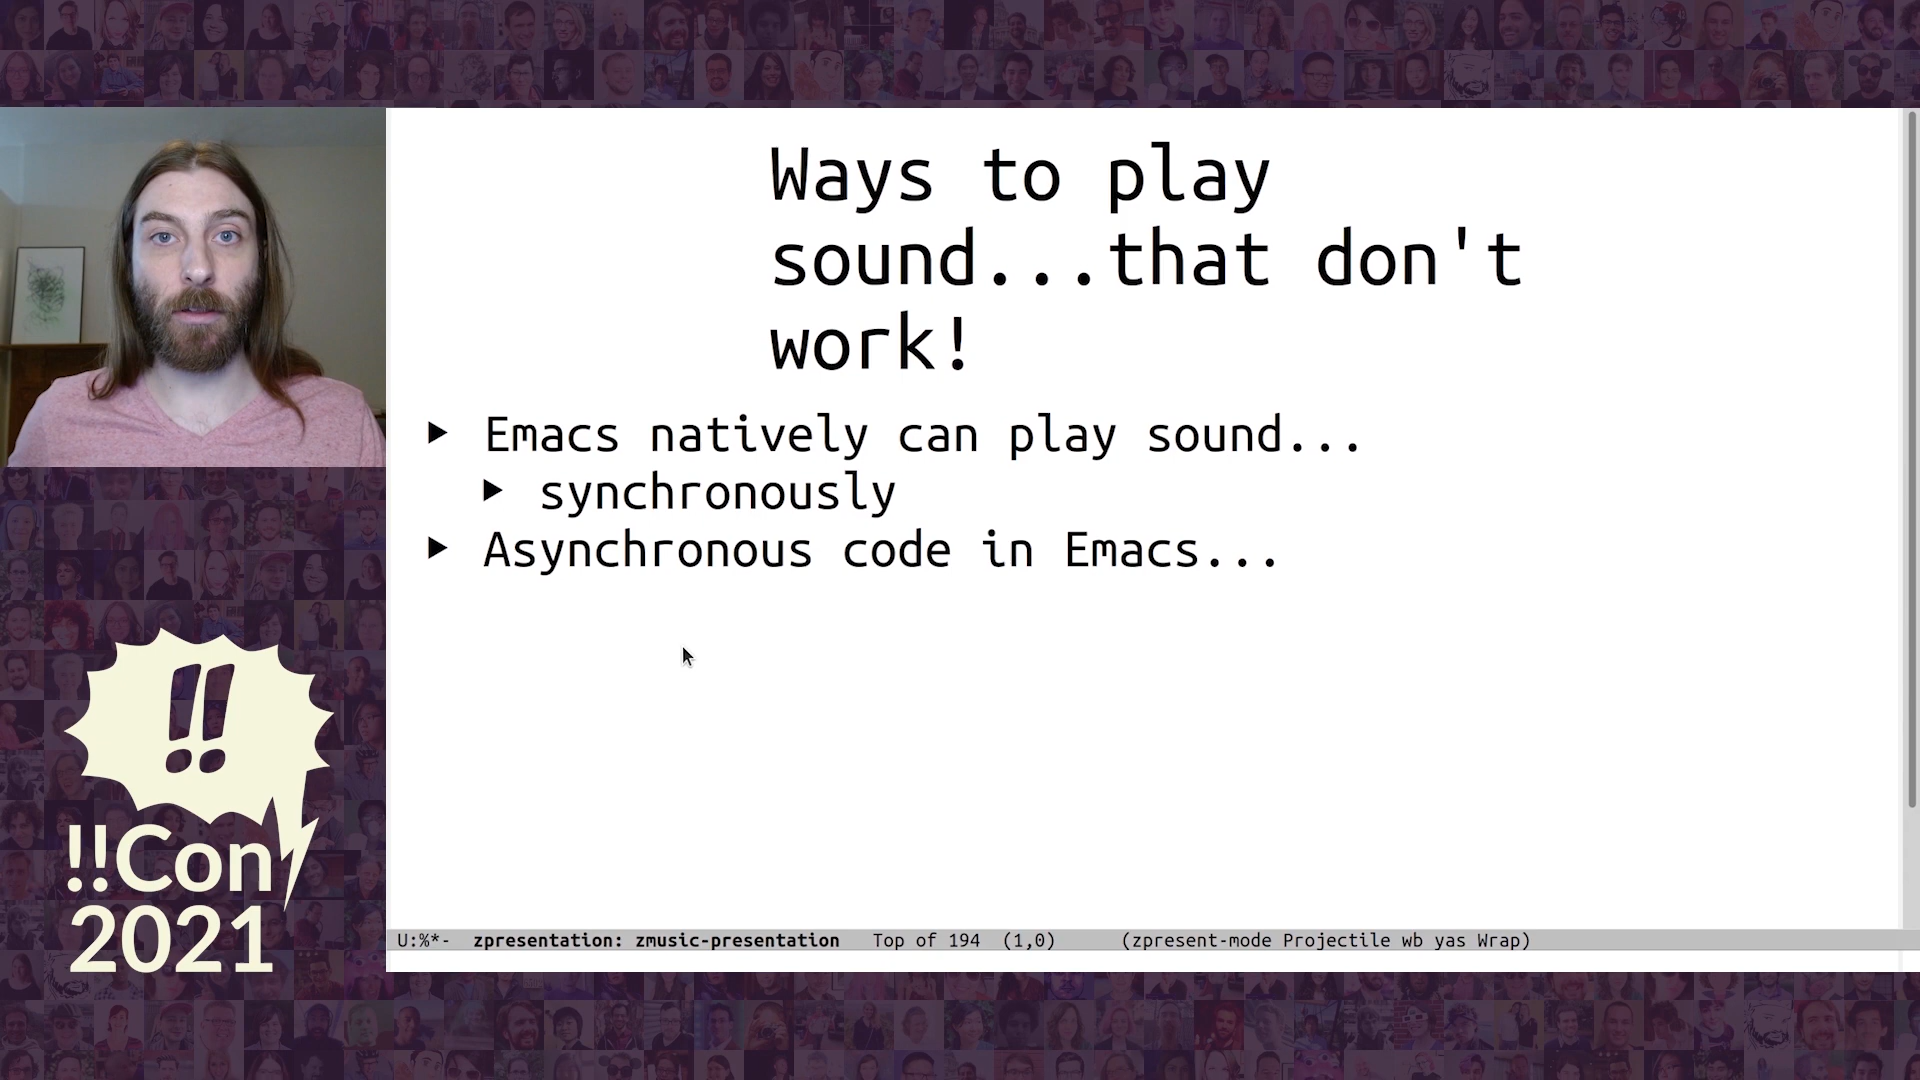 Ways to play
sound...that don't
work!
▶ Emacs natively can play sound...
▶ synchronously
▶ Asynchronous code in Emacs...
!!
!!Con
2021
U:%*- zpresentation: zmusic-presentation Top of 194 (1,0) (zpresent-mode Projectile wb yas Wrap)